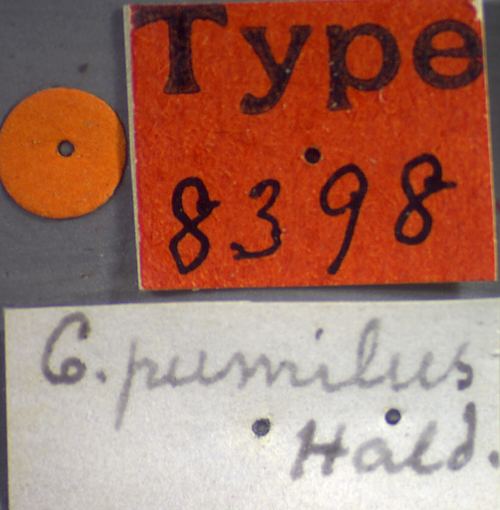 Type
8398
C. pumilus
Hald.